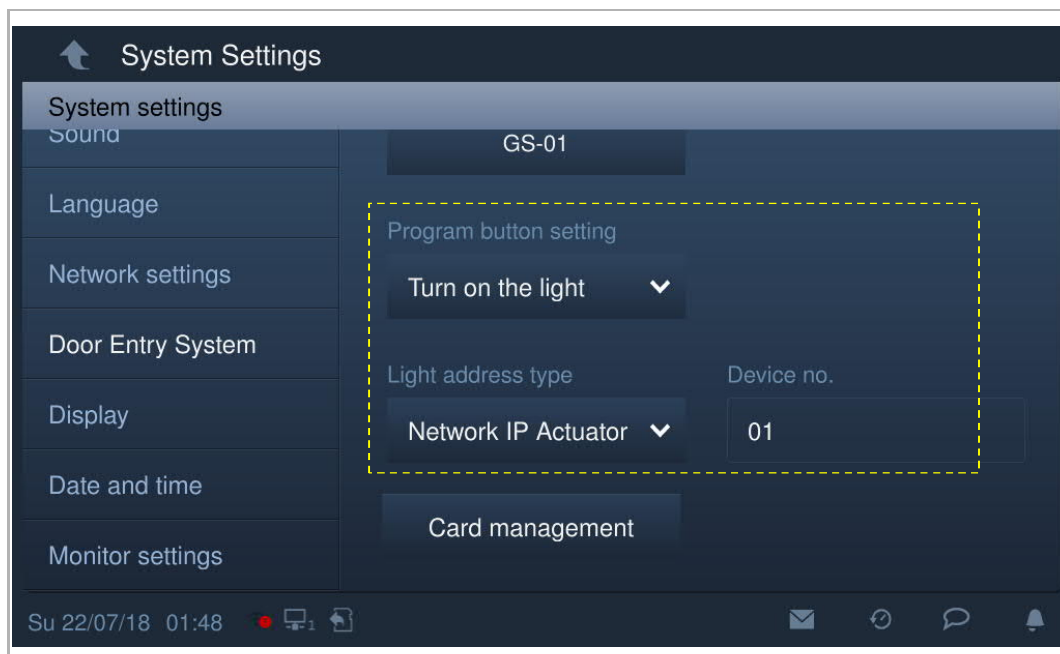 System Settings
System settings
Sound
Language
Network settings
Door Entry System
Display
Date and time
Monitor settings
GS-01
Program button setting
Turn on the light
Light address type
Device no.
Network IP Actuator
01
Card management
Su 22/07/18 01:48
1